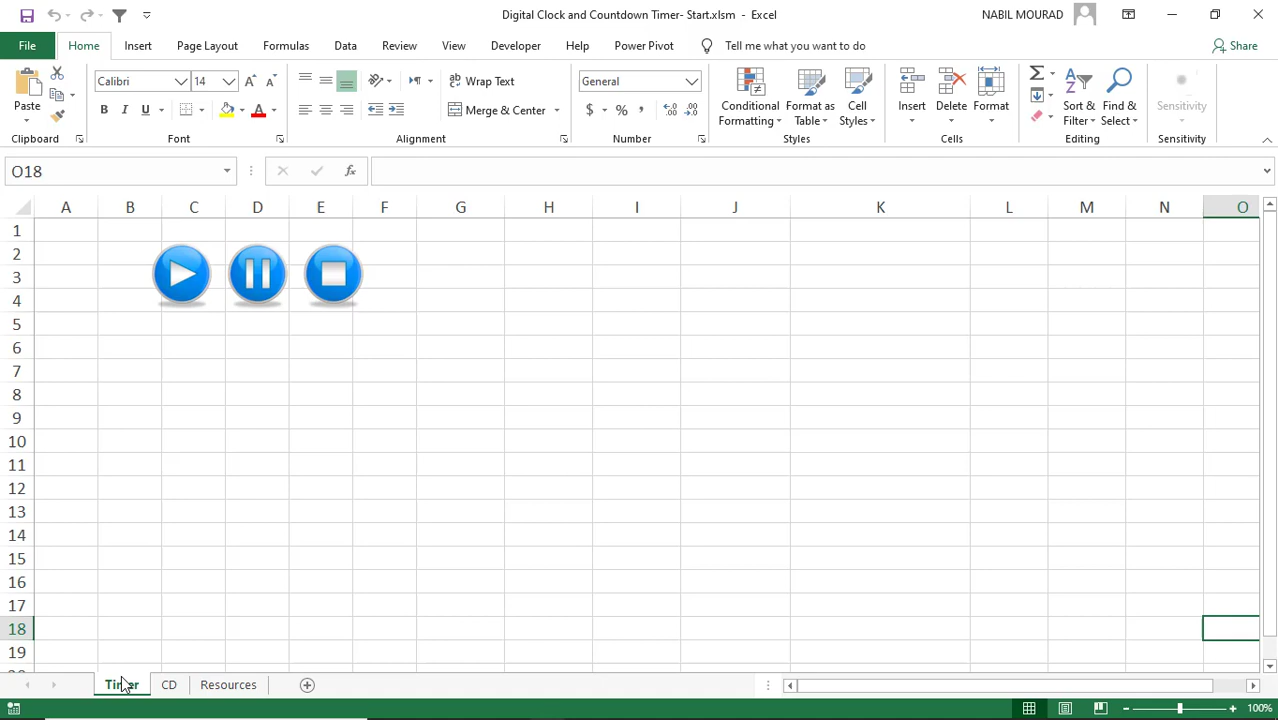 Digital Clock and Countdown Timer- Start.xlsm - Excel
NABIL MOURAD
File Home Insert Page Layout Formulas Data Review View Developer Help Power Pivot Tell me what you want to do Share
Paste
Calibri 14
B I U A
Wrap Text
Merge & Center
General
$ % ,
Conditional Formatting
Format as Table
Cell Styles
Insert
Delete
Format
Sort & Filter
Find & Select
Sensitivity
Clipboard Font Alignment Number Styles Cells Editing Sensitivity
O18 fx
A B C D E F G H I J K L M N O
1
2
3
4
5
6
7
8
9
10
11
12
13
14
15
16
17
18
19
Timer CD Resources
100%